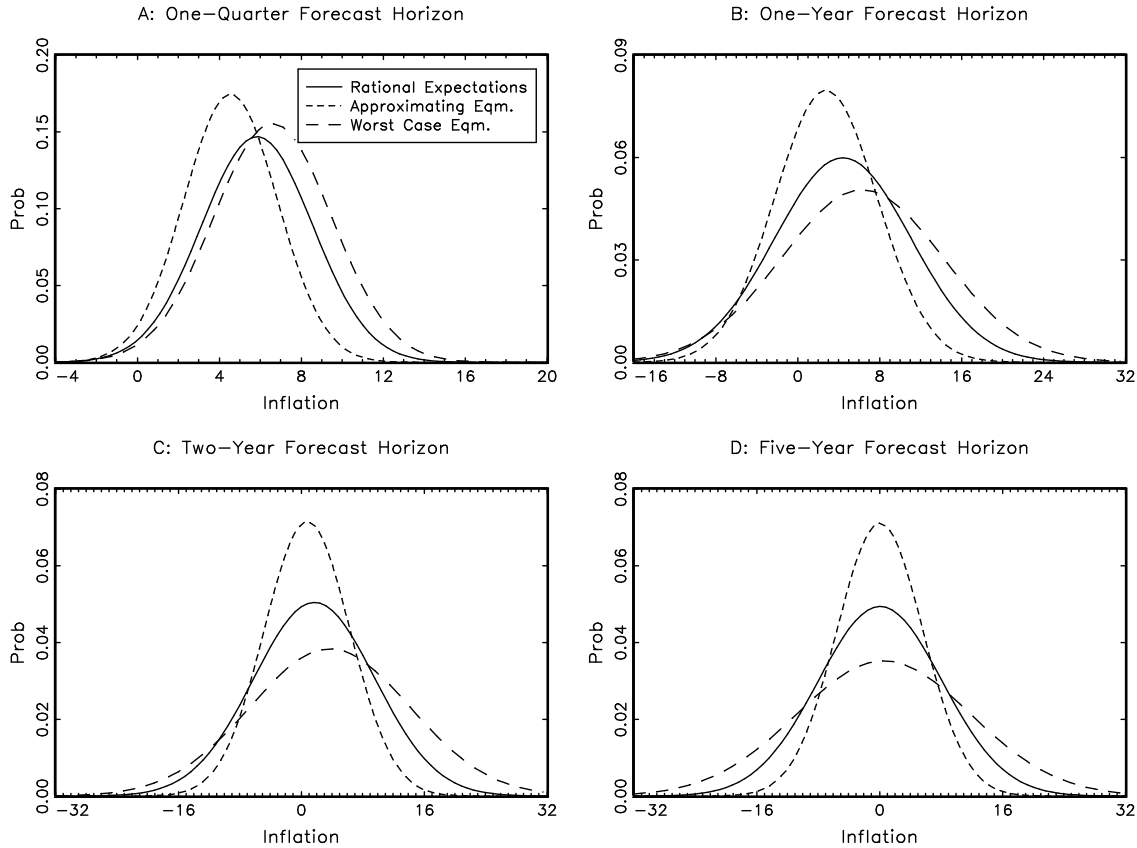 A: One-Quarter Forecast Horizon
Prob
0.00 0.05 0.10 0.15 0.20
Rational Expectations
Approximating Eqm.
Worst Case Eqm.
-4 0 4 8 12 16 20
Inflation
B: One-Year Forecast Horizon
Prob
0.00 0.03 0.06 0.09
-16 -8 0 8 16 24 32
Inflation
C: Two-Year Forecast Horizon
Prob
0.00 0.02 0.04 0.06 0.08
-32 -16 0 16 32
Inflation
D: Five-Year Forecast Horizon
Prob
0.00 0.02 0.04 0.06 0.08
-32 -16 0 16 32
Inflation